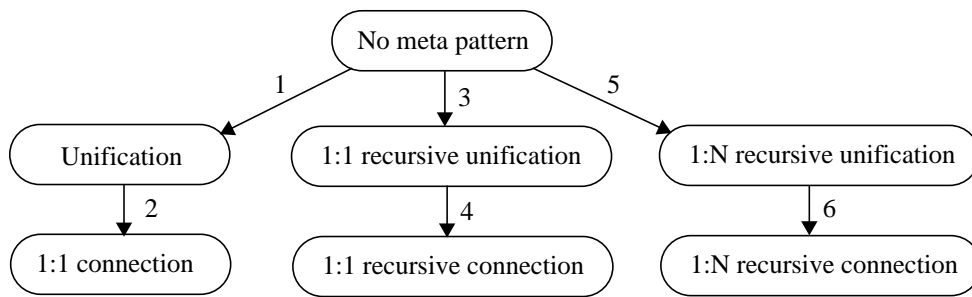 No meta pattern
1
3
5
Unification
1:1 recursive unification
1:N recursive unification
2
4
6
1:1 connection
1:1 recursive connection
1:N recursive connection